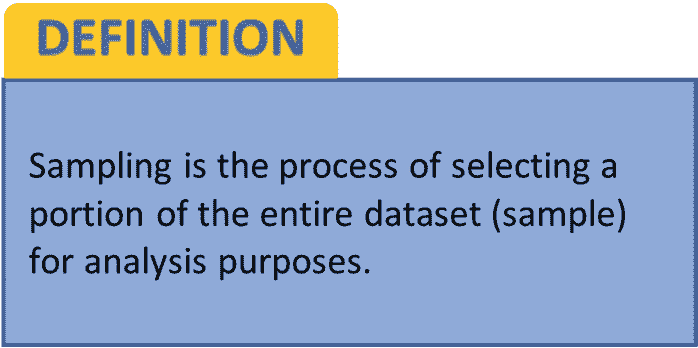 DEFINITION
Sampling is the process of selecting a
portion of the entire dataset (sample)
for analysis purposes.